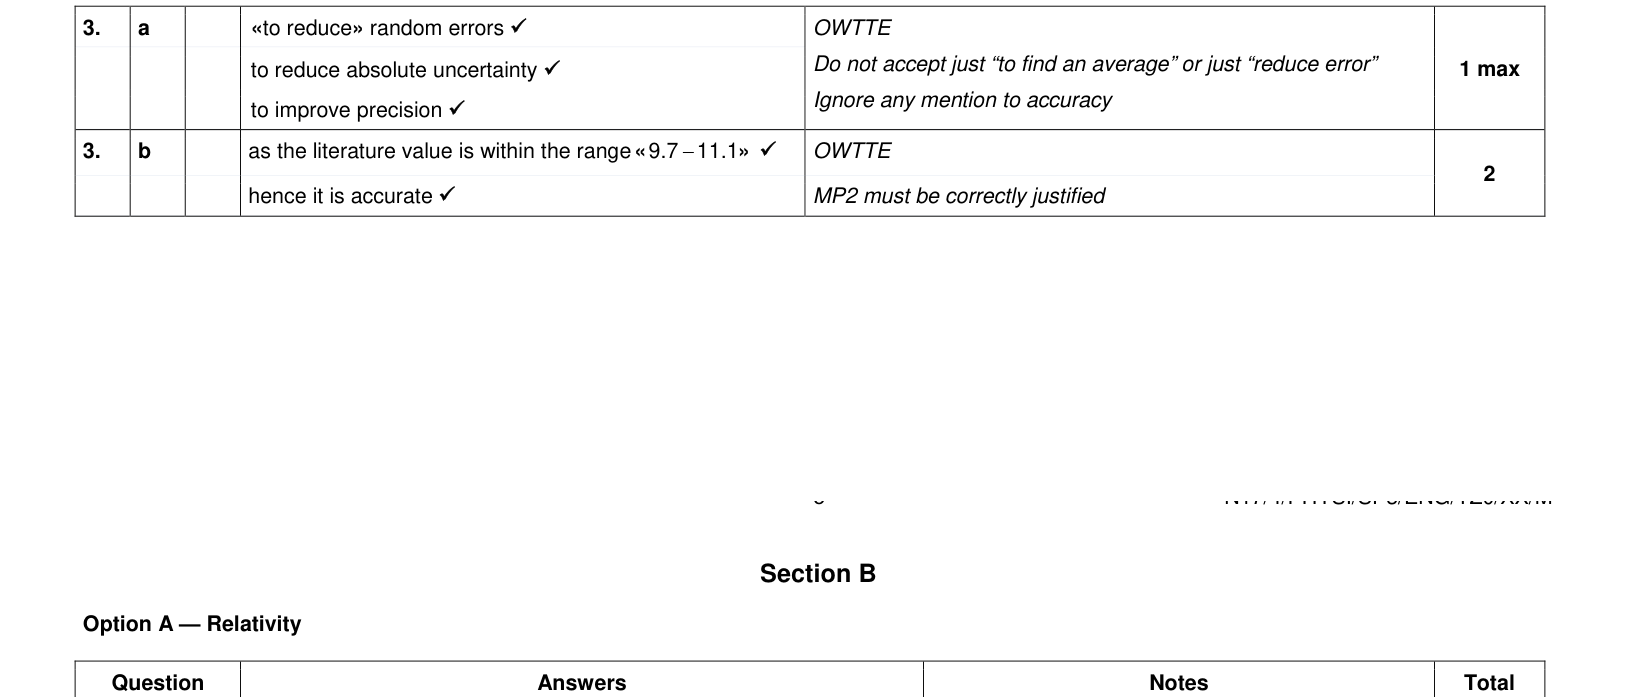 3. a «to reduce» random errors ✓ OWTTE
to reduce absolute uncertainty ✓ Do not accept just “to find an average” or just “reduce error”
to improve precision ✓ Ignore any mention to accuracy
1 max
3. b as the literature value is within the range «9.7 – 11.1» ✓ OWTTE
hence it is accurate ✓ MP2 must be correctly justified
2
Section B
Option A — Relativity
Question Answers Notes Total